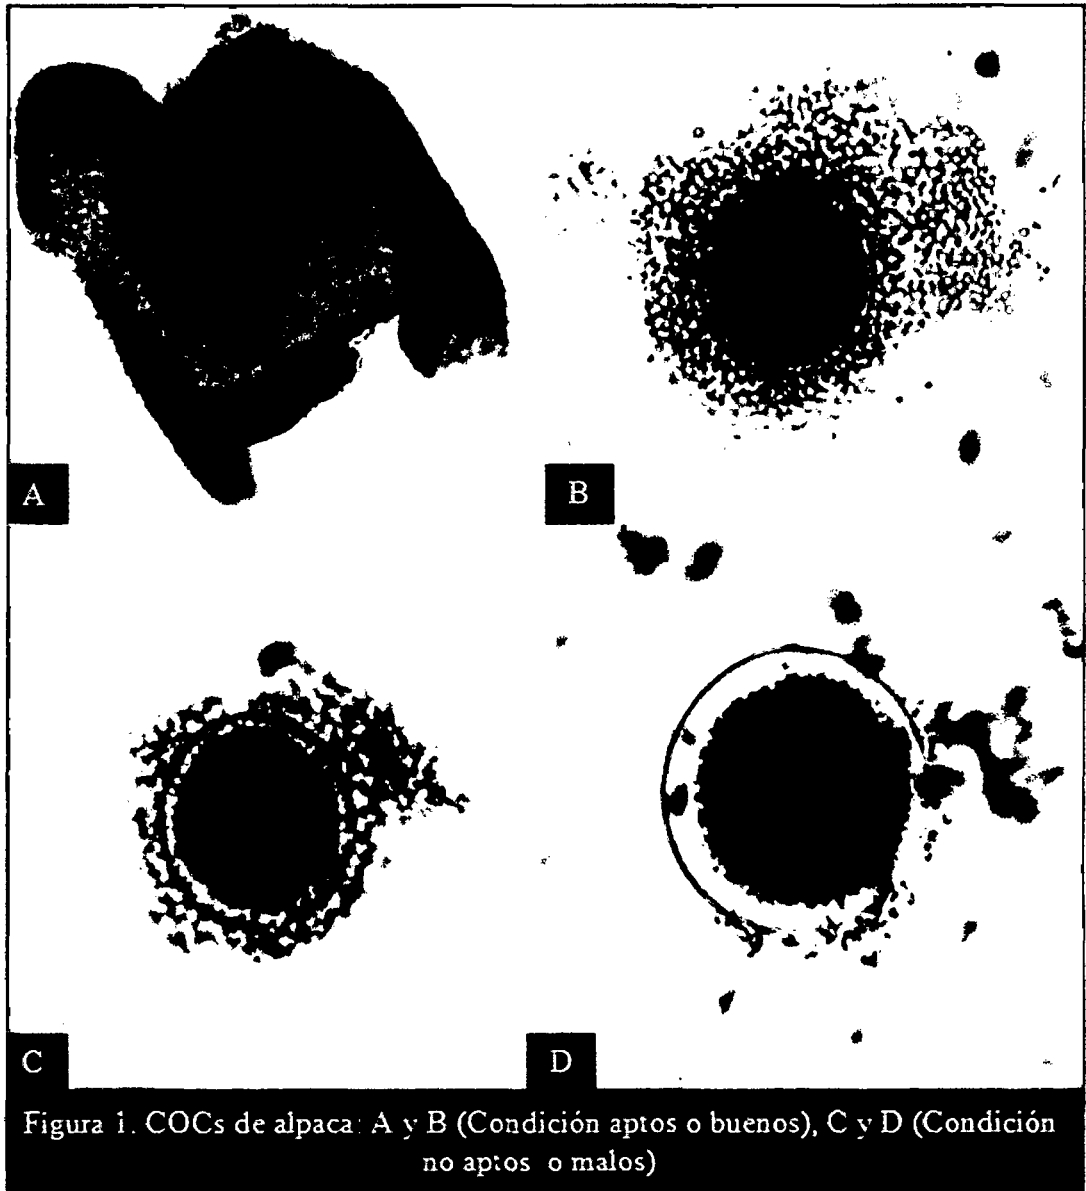 A
B
C
D
Figura 1. COCs de alpaca: A y B (Condición aptos o buenos), C y D (Condición
no aptos o malos)